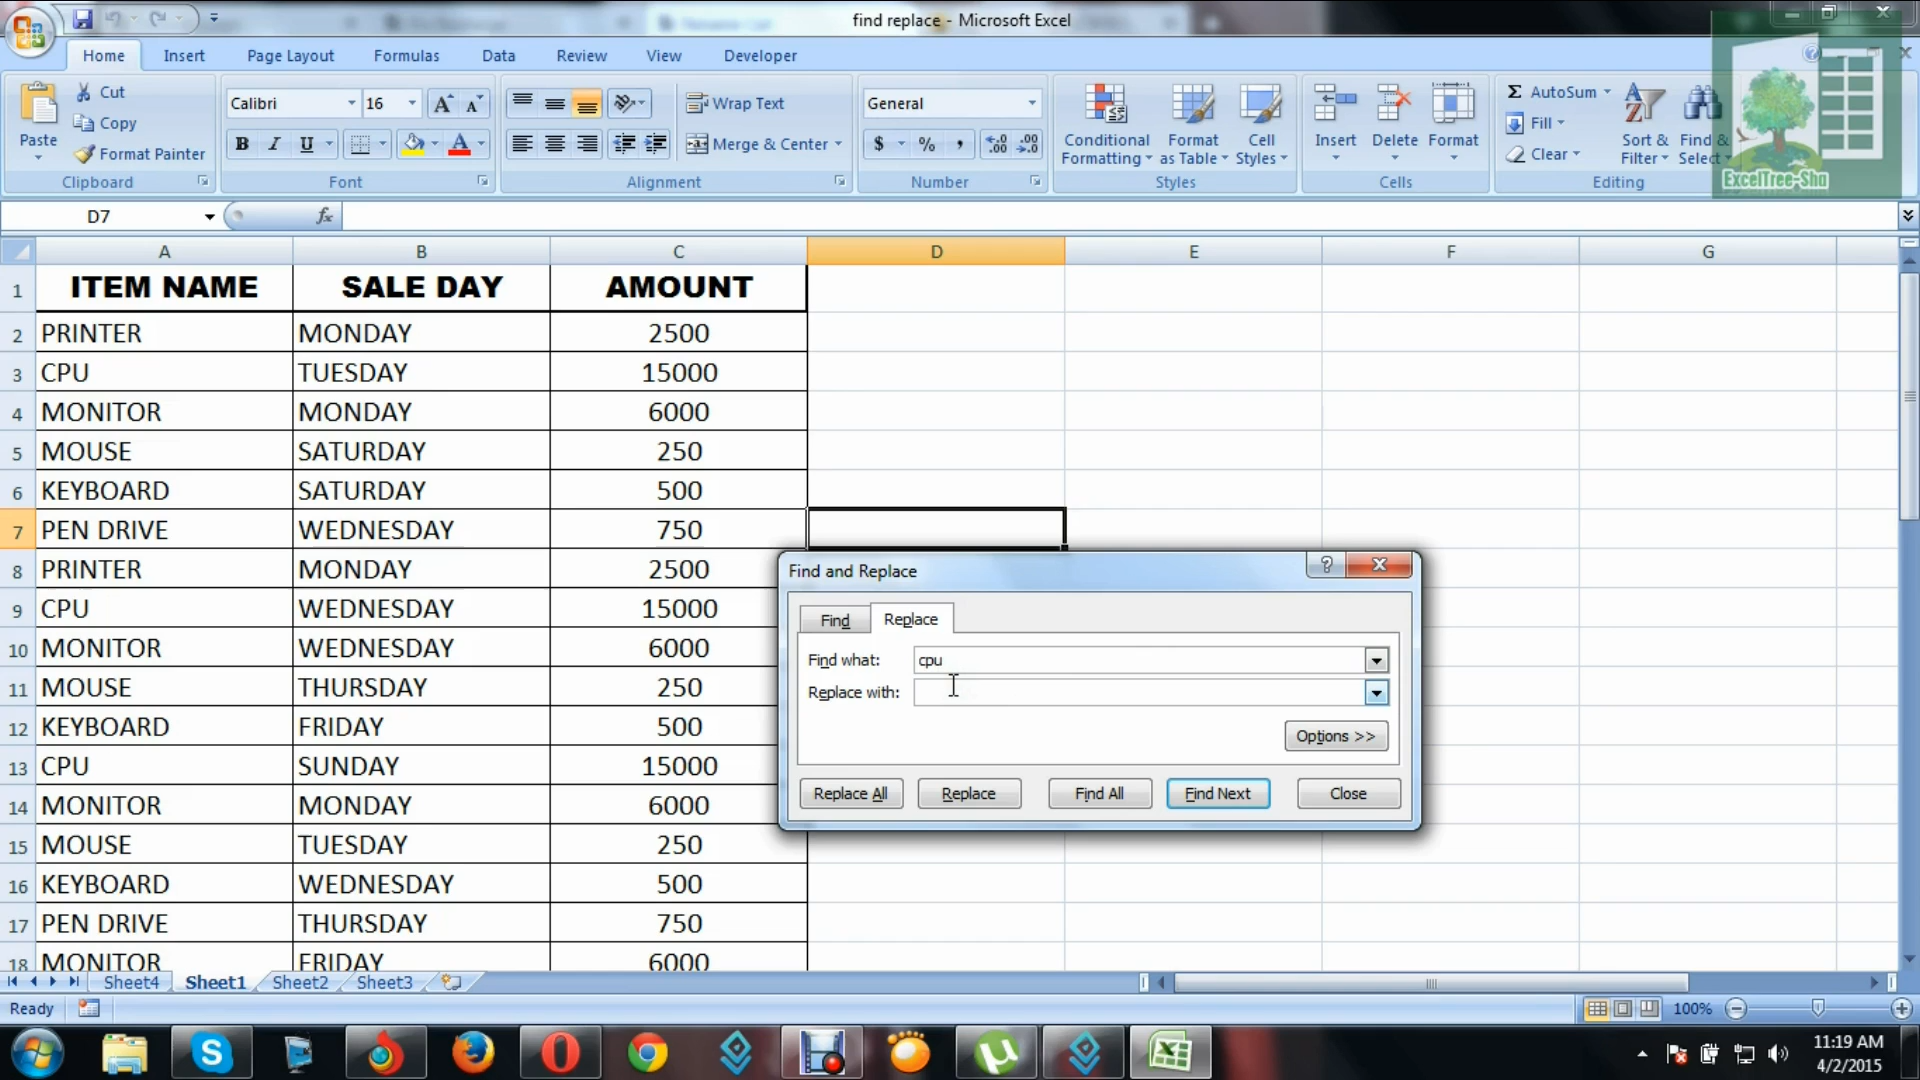 find replace - Microsoft Excel
Home Insert Page Layout Formulas Data Review View Developer
Paste
Cut
Copy
Format Painter
Clipboard
Calibri 16
B I U
Font
Wrap Text
Merge & Center
Alignment
General
$ % ,
Number
Conditional Formatting
Format as Table
Cell Styles
Styles
Insert Delete Format
Cells
Σ AutoSum
Fill
Clear
Sort & Filter
Find & Select
Editing
ExcelTree-Sha
D7 fx
A B C D E F G
1 ITEM NAME SALE DAY AMOUNT
2 PRINTER MONDAY 2500
3 CPU TUESDAY 15000
4 MONITOR MONDAY 6000
5 MOUSE SATURDAY 250
6 KEYBOARD SATURDAY 500
7 PEN DRIVE WEDNESDAY 750
8 PRINTER MONDAY 2500
9 CPU WEDNESDAY 15000
10 MONITOR WEDNESDAY 6000
11 MOUSE THURSDAY 250
12 KEYBOARD FRIDAY 500
13 CPU SUNDAY 15000
14 MONITOR MONDAY 6000
15 MOUSE TUESDAY 250
16 KEYBOARD WEDNESDAY 500
17 PEN DRIVE THURSDAY 750
18 MONITOR FRIDAY 6000
Find and Replace
Find Replace
Find what: cpu
Replace with:
Options >>
Replace All Replace Find All Find Next Close
Sheet4 Sheet1 Sheet2 Sheet3
Ready 100%
11:19 AM
4/2/2015